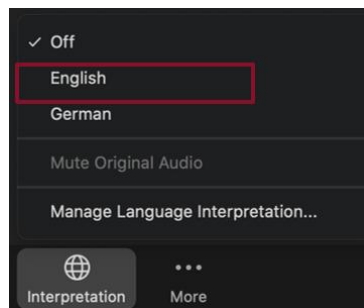 ✓ Off
English
German
Mute Original Audio
Manage Language Interpretation...
Interpretation
More